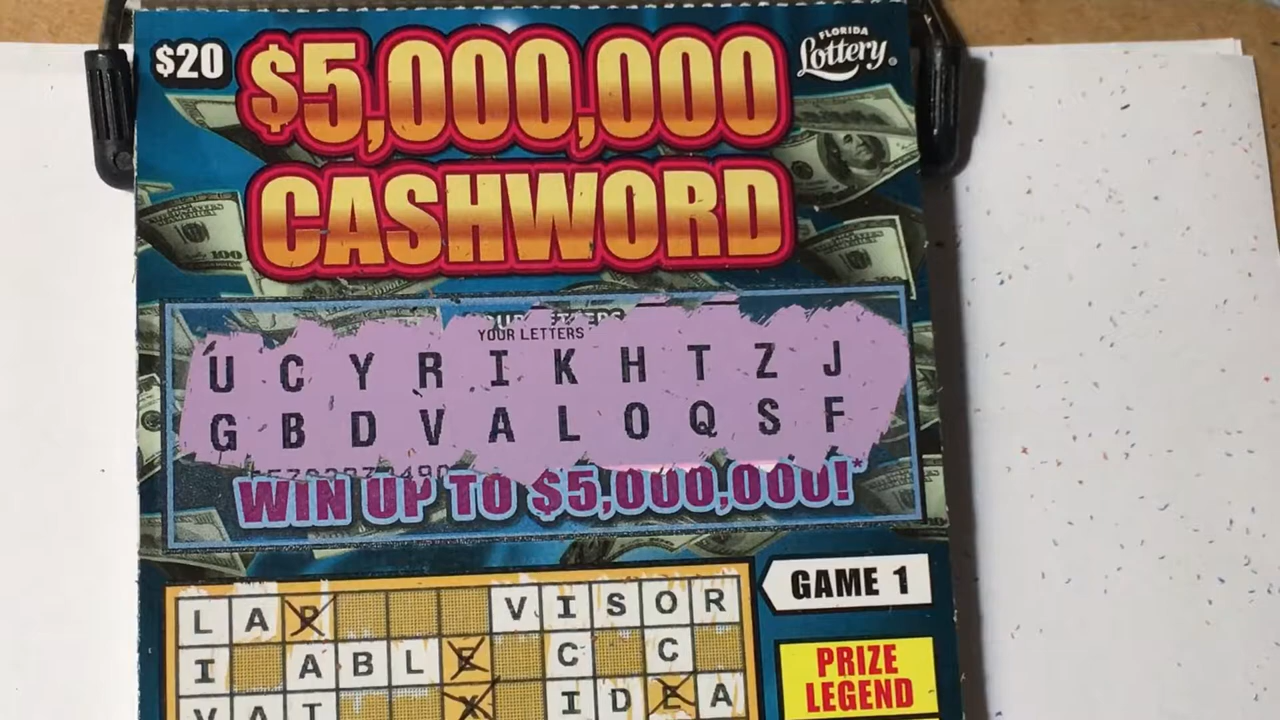 $20
$5,000,000
FLORIDA
Lottery
CASHWORD
YOUR LETTERS
U C Y R I K H T Z J
G B D V A L O Q S F
WIN UP TO $5,000,000!*
GAME 1
L A P V I S O R
I A B L E C C
V A T X I D E A
PRIZE
LEGEND